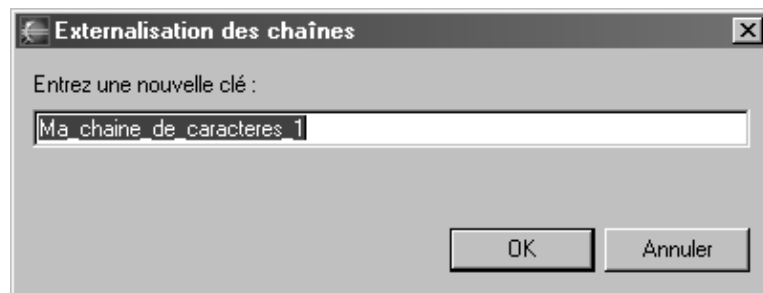 Externalisation des chaînes
Entrez une nouvelle clé :
Ma_chaine_de_caracteres_1
OK
Annuler